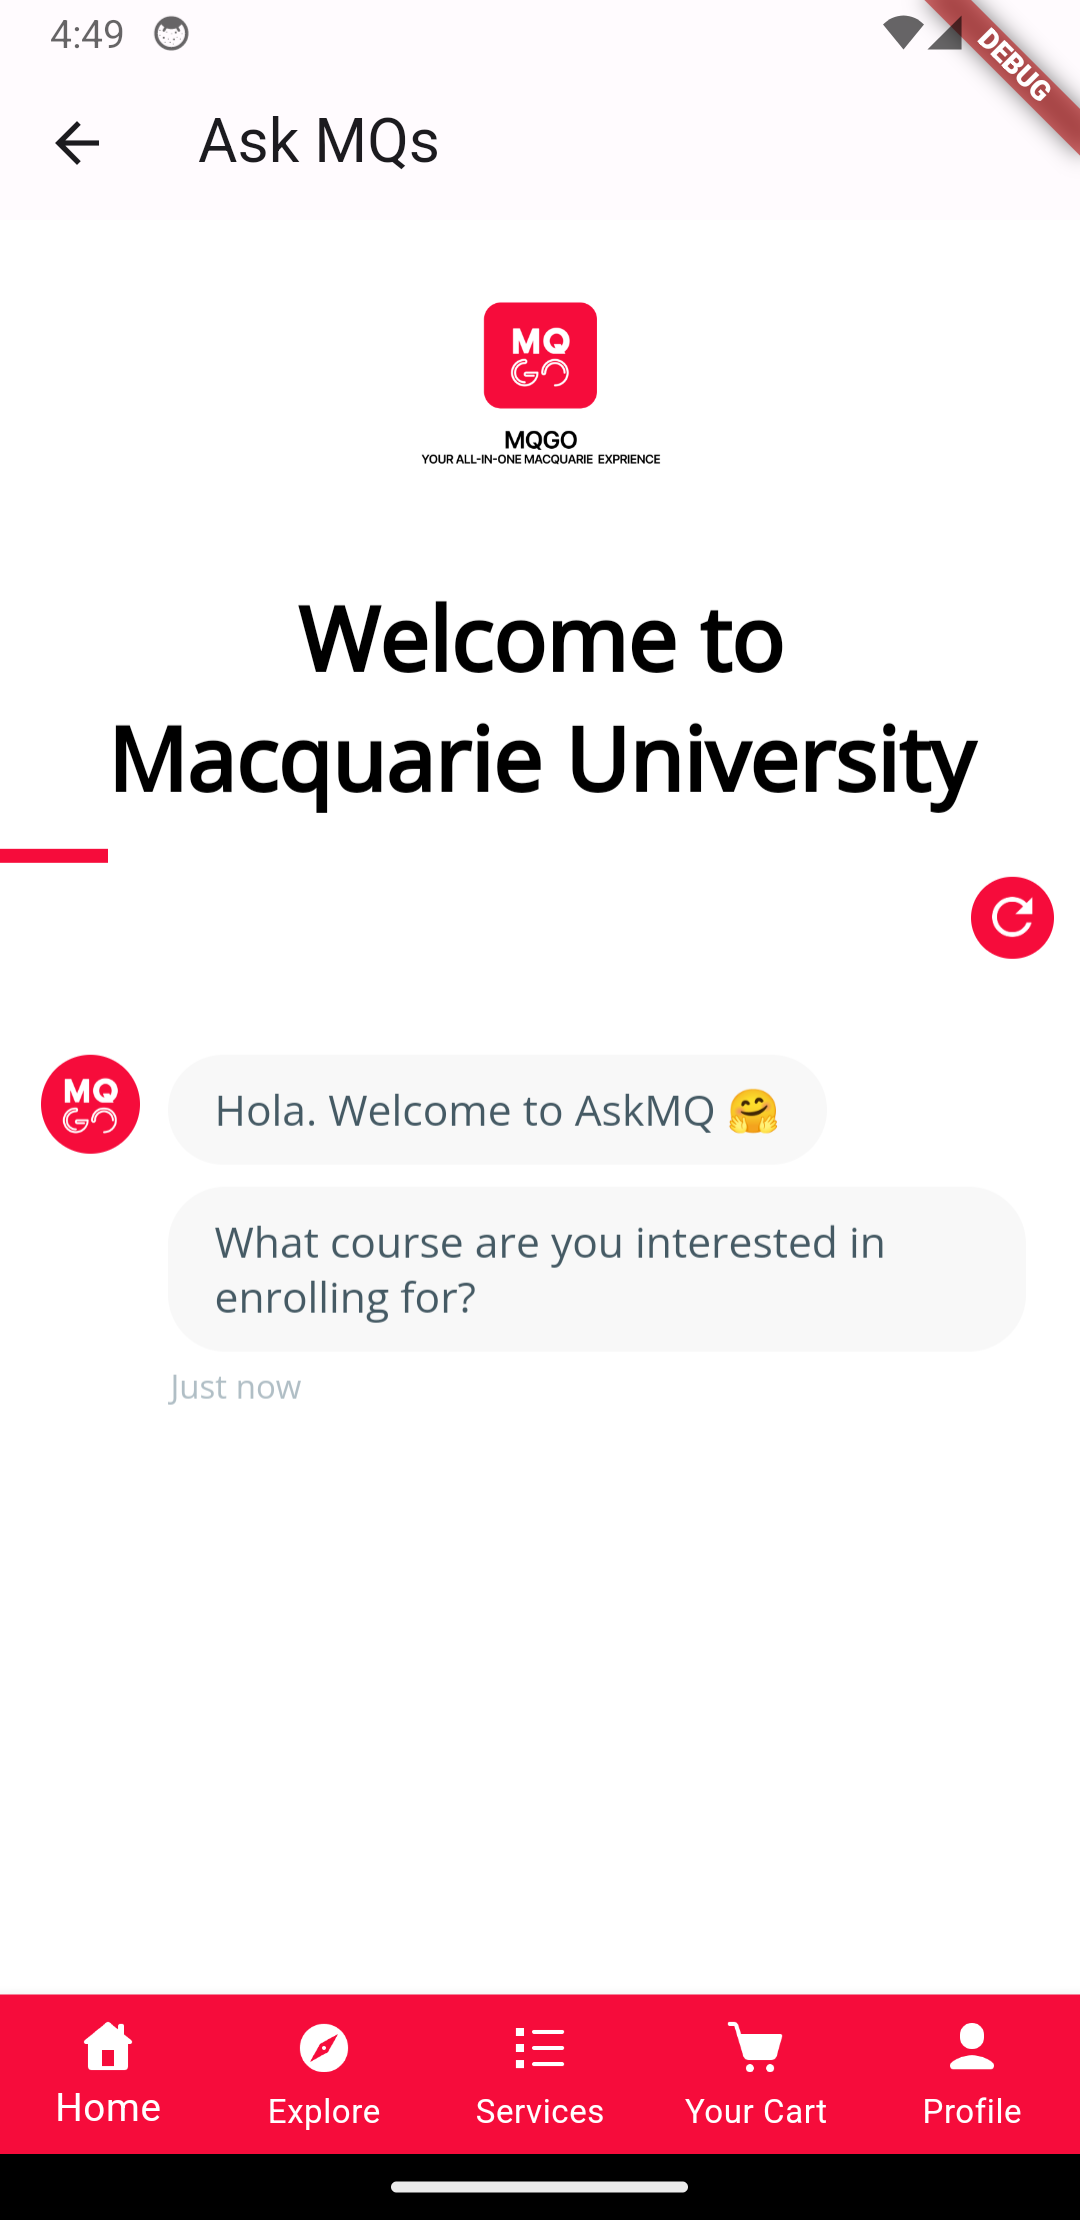 4:49
DEBUG
Ask MQs
MQ
GO
MQGO
YOUR ALL-IN-ONE MACQUARIE EXPRIENCE
Welcome to
Macquarie University
MQ
GO
Hola. Welcome to AskMQ 🤗
What course are you interested in
enrolling for?
Just now
Home
Explore
Services
Your Cart
Profile